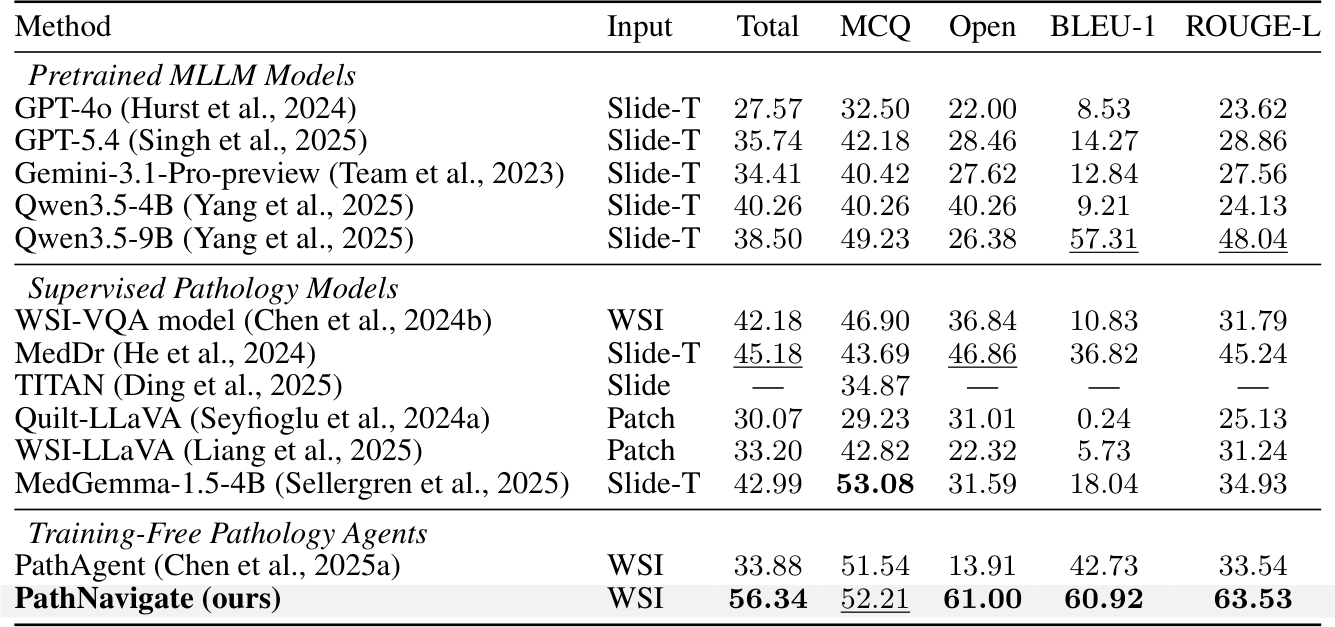 Method Input Total MCQ Open BLEU-1 ROUGE-L
Pretrained MLLM Models
GPT-4o (Hurst et al., 2024) Slide-T 27.57 32.50 22.00 8.53 23.62
GPT-5.4 (Singh et al., 2025) Slide-T 35.74 42.18 28.46 14.27 28.86
Gemini-3.1-Pro-preview (Team et al., 2023) Slide-T 34.41 40.42 27.62 12.84 27.56
Qwen3.5-4B (Yang et al., 2025) Slide-T 40.26 40.26 40.26 9.21 24.13
Qwen3.5-9B (Yang et al., 2025) Slide-T 38.50 49.23 26.38 57.31 48.04
Supervised Pathology Models
WSI-VQA model (Chen et al., 2024b) WSI 42.18 46.90 36.84 10.83 31.79
MedDr (He et al., 2024) Slide-T 45.18 43.69 46.86 36.82 45.24
TITAN (Ding et al., 2025) Slide — 34.87 — — —
Quilt-LLaVA (Seyfioglu et al., 2024a) Patch 30.07 29.23 31.01 0.24 25.13
WSI-LLaVA (Liang et al., 2025) Patch 33.20 42.82 22.32 5.73 31.24
MedGemma-1.5-4B (Sellergren et al., 2025) Slide-T 42.99 53.08 31.59 18.04 34.93
Training-Free Pathology Agents
PathAgent (Chen et al., 2025a) WSI 33.88 51.54 13.91 42.73 33.54
PathNavigate (ours) WSI 56.34 52.21 61.00 60.92 63.53